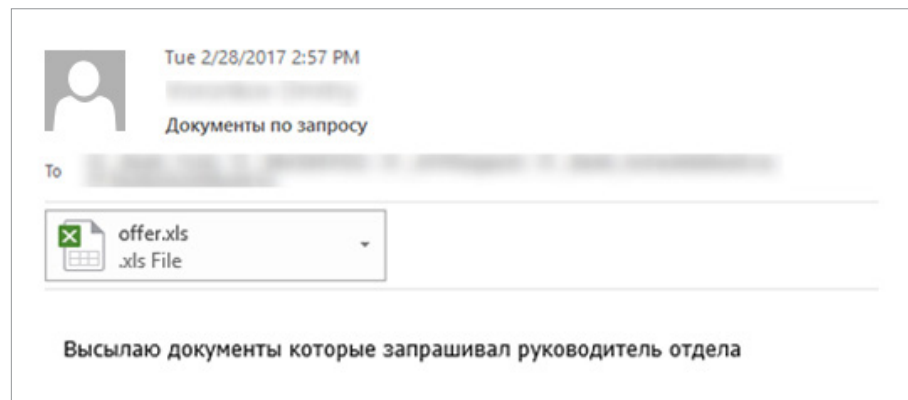 Tue 2/28/2017 2:57 PM
Документы по запросу
To
offer.xls
.xls File
Высылаю документы которые запрашивал руководитель отдела